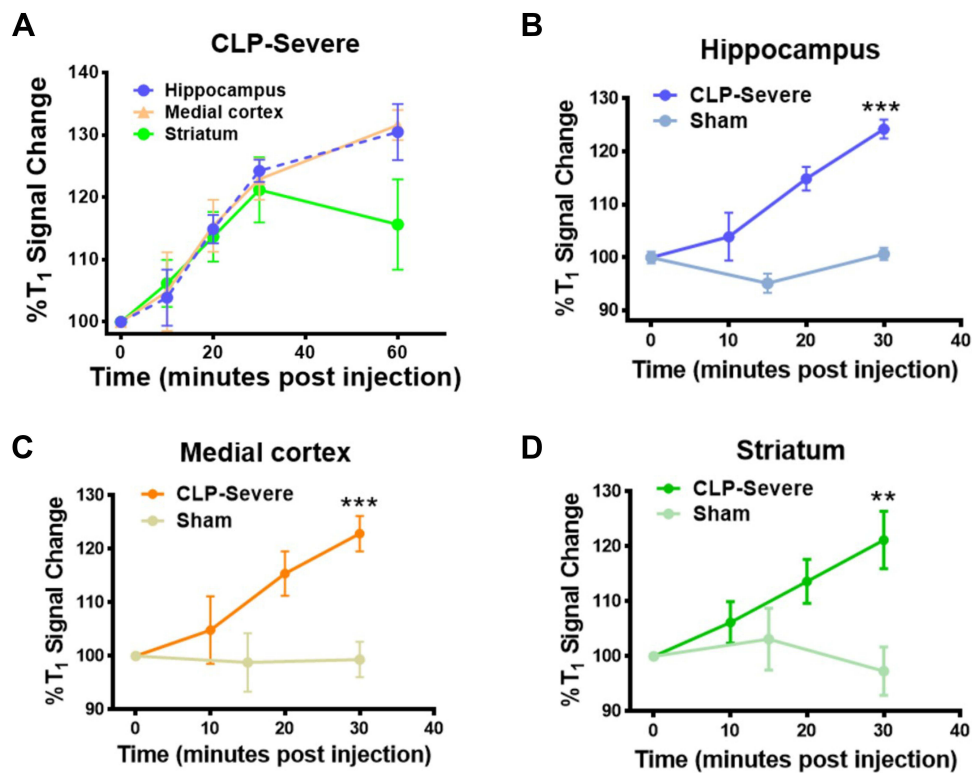 A
CLP-Severe
Hippocampus
Medial cortex
Striatum
%T₁ Signal Change
140
130
120
110
100
0
20
40
60
Time (minutes post injection)
B
Hippocampus
CLP-Severe
Sham
***
%T₁ Signal Change
130
120
110
100
90
0
10
20
30
40
Time (minutes post injection)
C
Medial cortex
CLP-Severe
Sham
***
%T₁ Signal Change
130
120
110
100
90
0
10
20
30
40
Time (minutes post injection)
D
Striatum
CLP-Severe
Sham
**
%T₁ Signal Change
130
120
110
100
90
0
10
20
30
40
Time (minutes post injection)